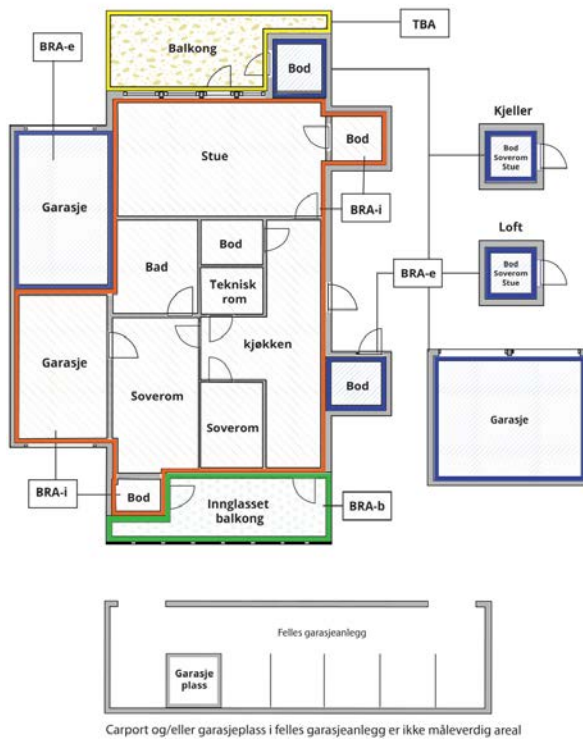 TBA
BRA-e
Balkong
Bod
Kjeller
Bod
Soverom
Stue
Stue
Bod
Garasje
BRA-i
Loft
Bod
Soverom
Stue
Bad
Bod
Teknisk
rom
BRA-e
kjøkken
Garasje
Soverom
Bod
Garasje
Soverom
BRA-i
Bod
Innglasset
balkong
BRA-b
Felles garasjeanlegg
Garasje
plass
Carport og/eller garasjeplass i felles garasjeanlegg er ikke måleverdig areal